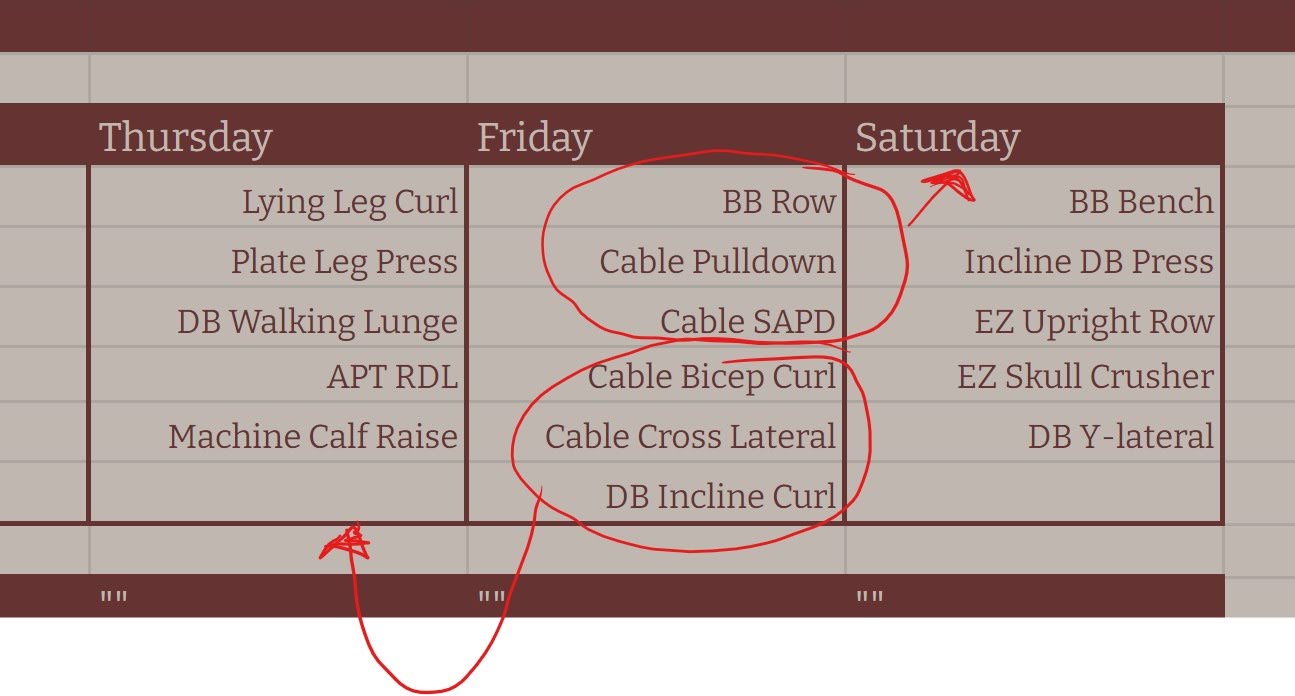 Thursday Friday Saturday
Lying Leg Curl BB Row BB Bench
Plate Leg Press Cable Pulldown Incline DB Press
DB Walking Lunge Cable SAPD EZ Upright Row
APT RDL Cable Bicep Curl EZ Skull Crusher
Machine Calf Raise Cable Cross Lateral DB Y-lateral
DB Incline Curl
"" "" ""